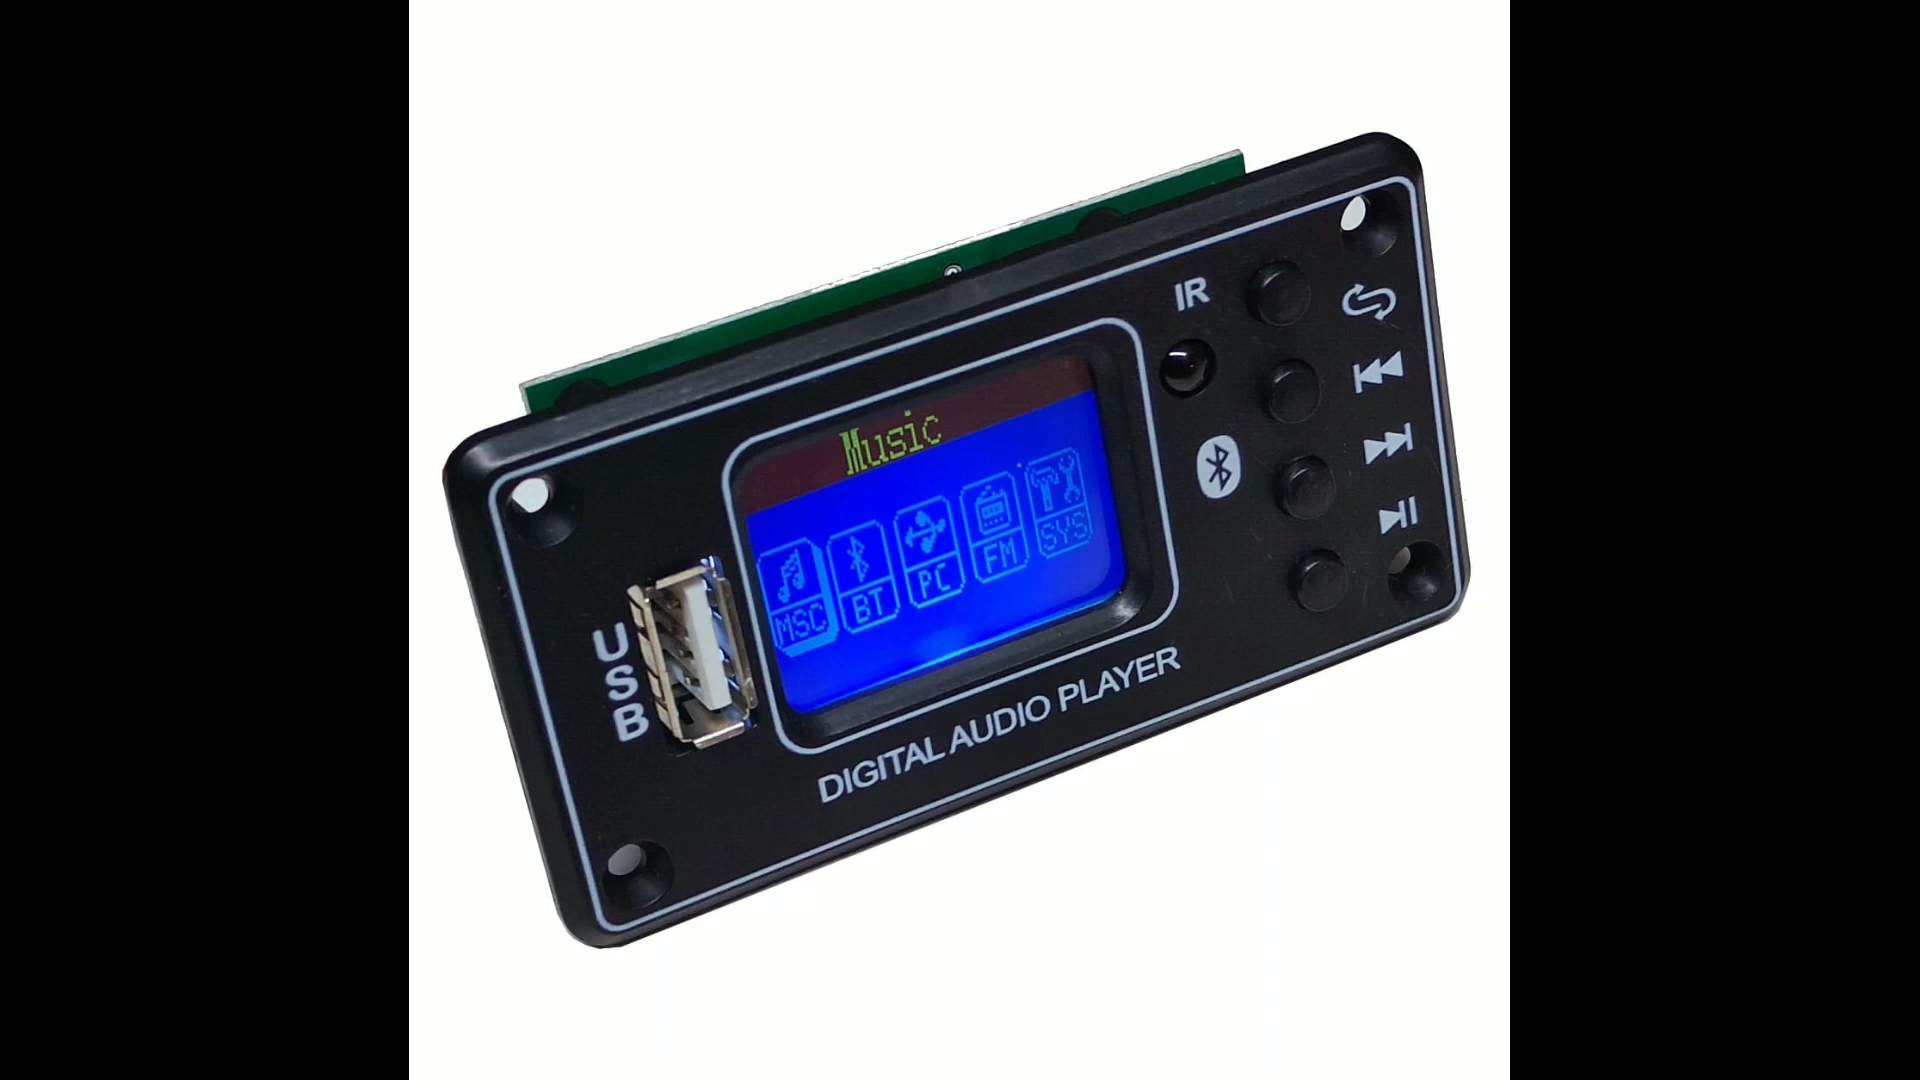 IR
Music
MSC BT PC FM SYS
USB
DIGITAL AUDIO PLAYER